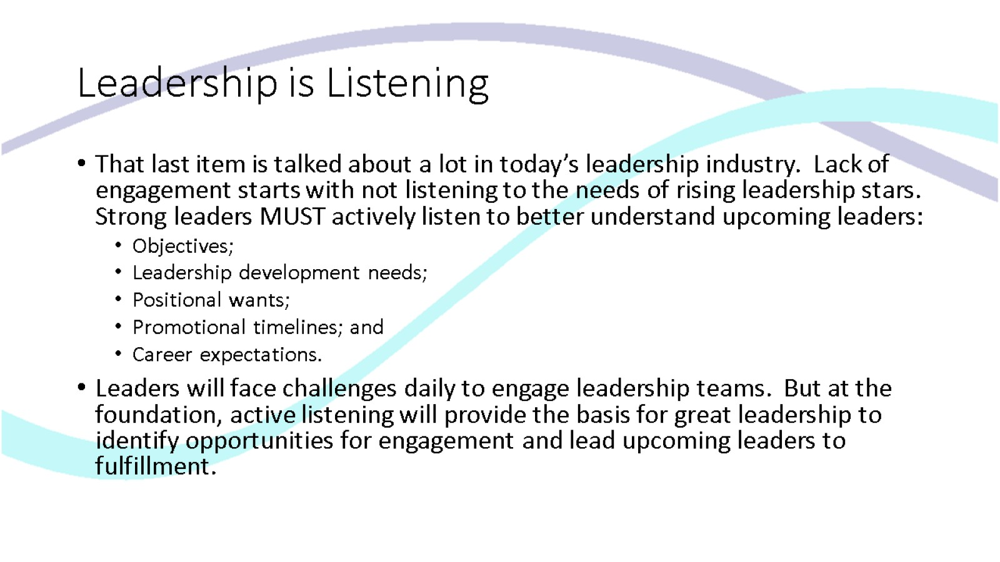 Leadership is Listening
• That last item is talked about a lot in today’s leadership industry.  Lack of
engagement starts with not listening to the needs of rising leadership stars.
Strong leaders MUST actively listen to better understand upcoming leaders:
• Objectives;
• Leadership development needs;
• Positional wants;
• Promotional timelines; and
• Career expectations.
• Leaders will face challenges daily to engage leadership teams.  But at the
foundation, active listening will provide the basis for great leadership to
identify opportunities for engagement and lead upcoming leaders to
fulfillment.